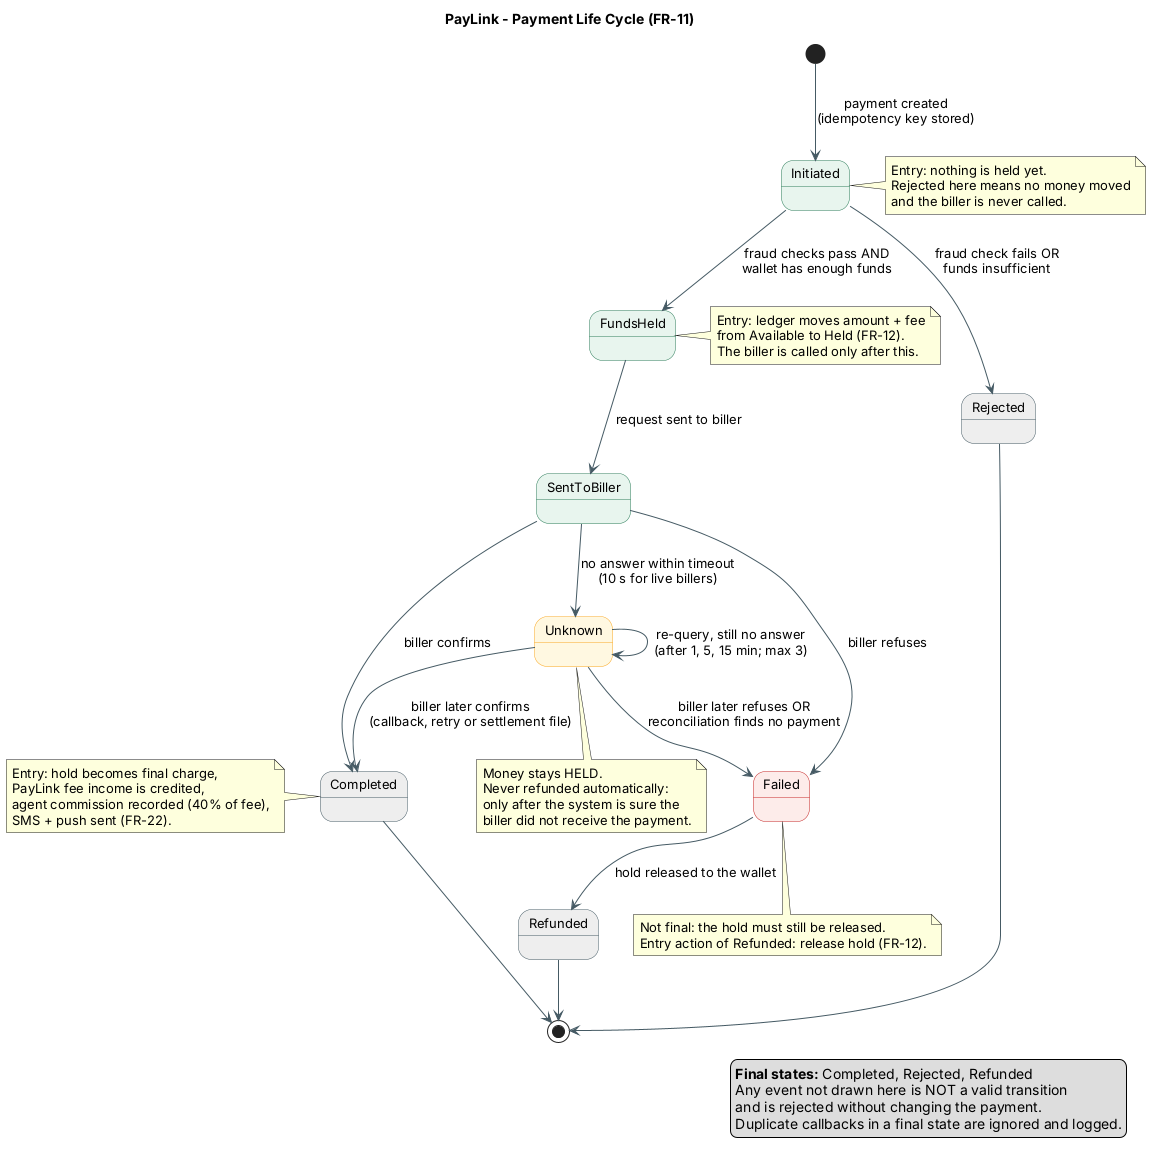 PayLink - Payment Life Cycle (FR-11)
payment created
(idempotency key stored)
Initiated
Entry: nothing is held yet.
Rejected here means no money moved
and the biller is never called.
fraud checks pass AND
wallet has enough funds
fraud check fails OR
funds insufficient
FundsHeld
Entry: ledger moves amount + fee
from Available to Held (FR-12).
The biller is called only after this.
Rejected
request sent to biller
SentToBiller
no answer within timeout
(10 s for live billers)
Unknown
re-query, still no answer
(after 1, 5, 15 min; max 3)
biller confirms
biller refuses
biller later confirms
(callback, retry or settlement file)
biller later refuses OR
reconciliation finds no payment
Entry: hold becomes final charge,
PayLink fee income is credited,
agent commission recorded (40% of fee),
SMS + push sent (FR-22).
Completed
Money stays HELD.
Never refunded automatically:
only after the system is sure the
biller did not receive the payment.
Failed
hold released to the wallet
Refunded
Not final: the hold must still be released.
Entry action of Refunded: release hold (FR-12).
Final states: Completed, Rejected, Refunded
Any event not drawn here is NOT a valid transition
and is rejected without changing the payment.
Duplicate callbacks in a final state are ignored and logged.